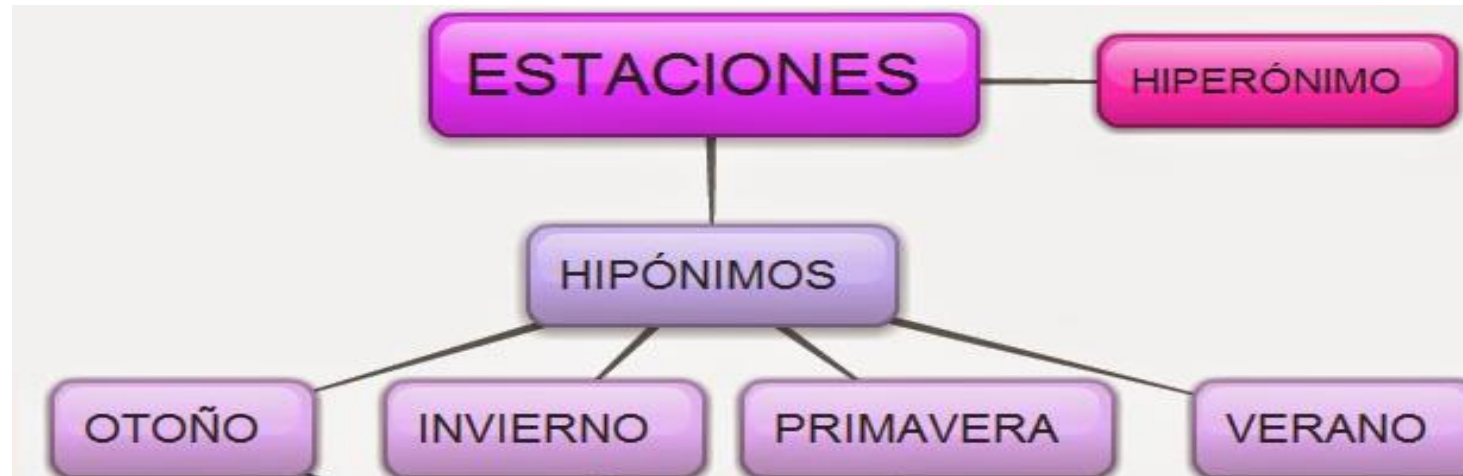 ESTACIONES
HIPERÓNIMO
HIPÓNIMOS
OTOÑO
INVIERNO
PRIMAVERA
VERANO